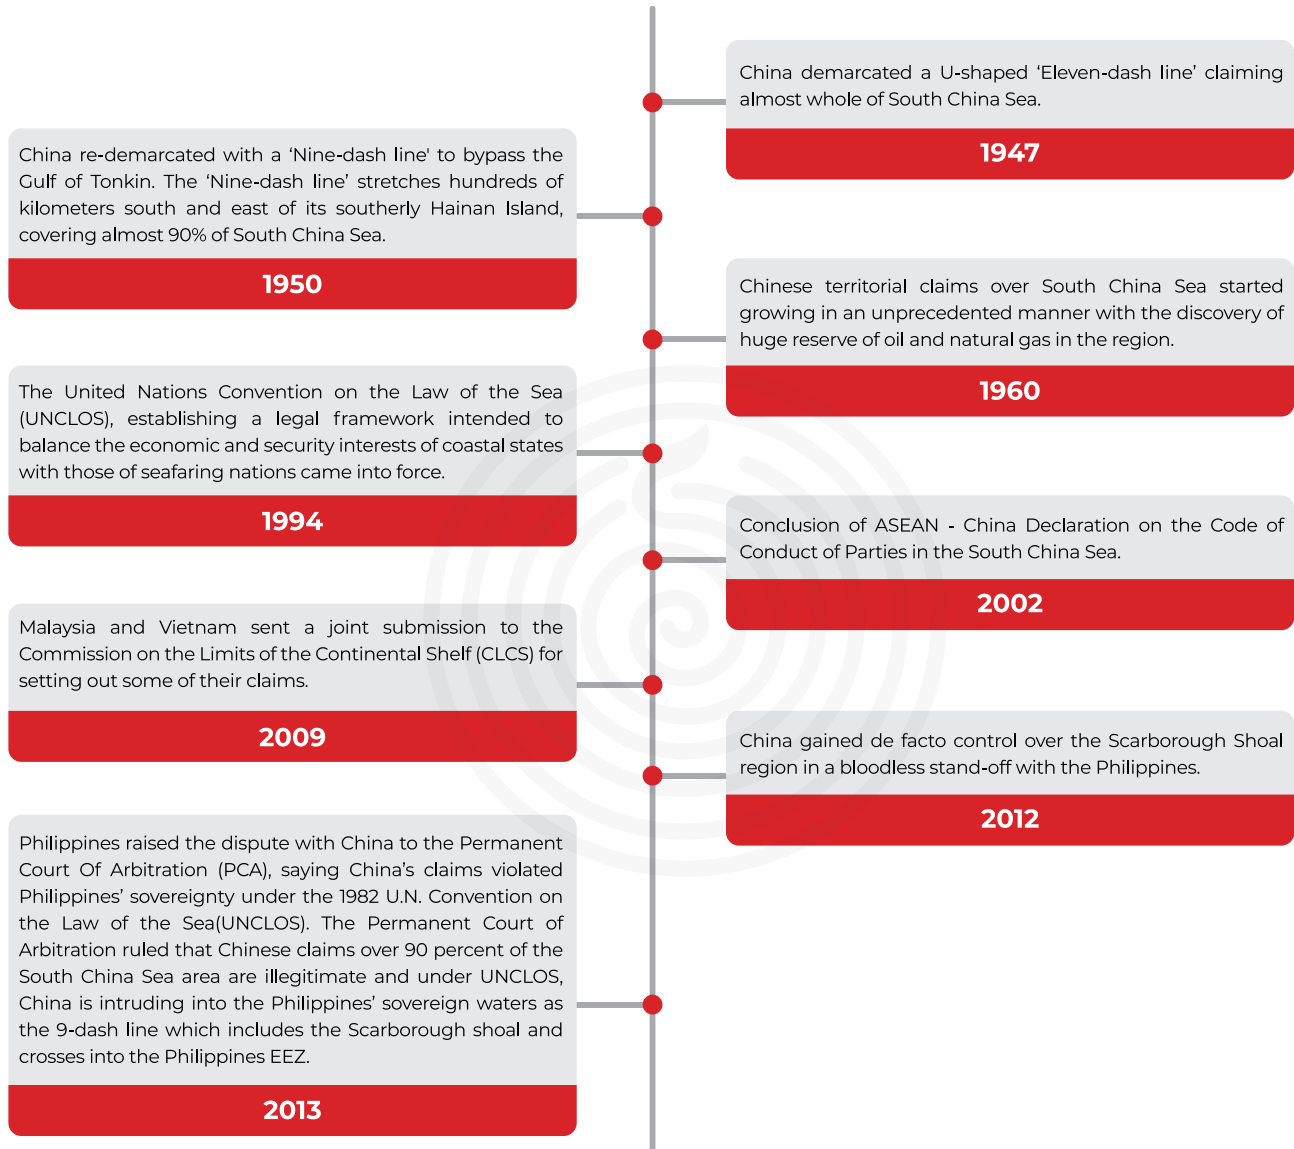 China demarcated a U-shaped ‘Eleven-dash line’ claiming
almost whole of South China Sea.
1947
China re-demarcated with a ‘Nine-dash line' to bypass the
Gulf of Tonkin. The ‘Nine-dash line’ stretches hundreds of
kilometers south and east of its southerly Hainan Island,
covering almost 90% of South China Sea.
1950
Chinese territorial claims over South China Sea started
growing in an unprecedented manner with the discovery of
huge reserve of oil and natural gas in the region.
1960
The United Nations Convention on the Law of the Sea
(UNCLOS), establishing a legal framework intended to
balance the economic and security interests of coastal states
with those of seafaring nations came into force.
1994
Conclusion of ASEAN - China Declaration on the Code of
Conduct of Parties in the South China Sea.
2002
Malaysia and Vietnam sent a joint submission to the
Commission on the Limits of the Continental Shelf (CLCS) for
setting out some of their claims.
2009
China gained de facto control over the Scarborough Shoal
region in a bloodless stand-off with the Philippines.
2012
Philippines raised the dispute with China to the Permanent
Court Of Arbitration (PCA), saying China’s claims violated
Philippines’ sovereignty under the 1982 U.N. Convention on
the Law of the Sea(UNCLOS). The Permanent Court of
Arbitration ruled that Chinese claims over 90 percent of the
South China Sea area are illegitimate and under UNCLOS,
China is intruding into the Philippines’ sovereign waters as
the 9-dash line which includes the Scarborough shoal and
crosses into the Philippines EEZ.
2013